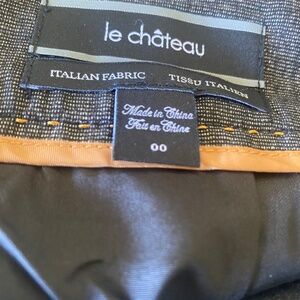 le château
ITALIAN FABRIC TISSU ITALIEN
Made in China
Fait en Chine
00